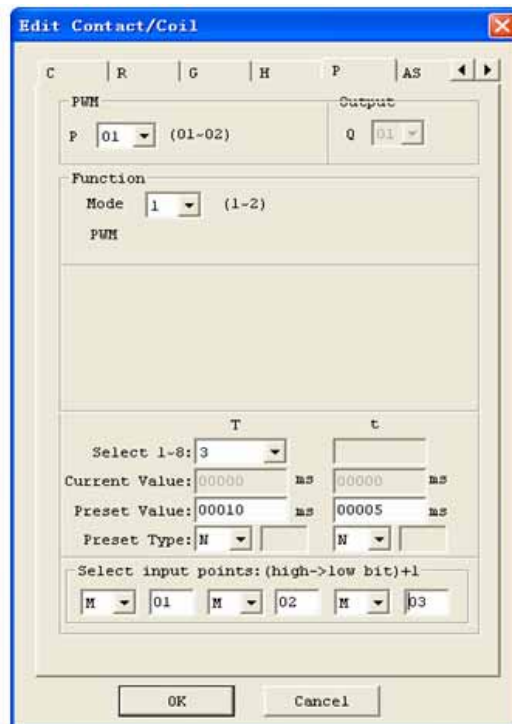 Edit Contact/Coil
C R G H P AS
PWM
P 01 (01-02)
Output
Q 01
Function
Mode 1 (1-2)
PWM
T t
Select 1-8: 3
Current Value: 00000 ms 00000 ms
Preset Value: 00010 ms 00005 ms
Preset Type: N N
Select input points:(high->low bit)+1
M 01 M 02 M 03
OK Cancel